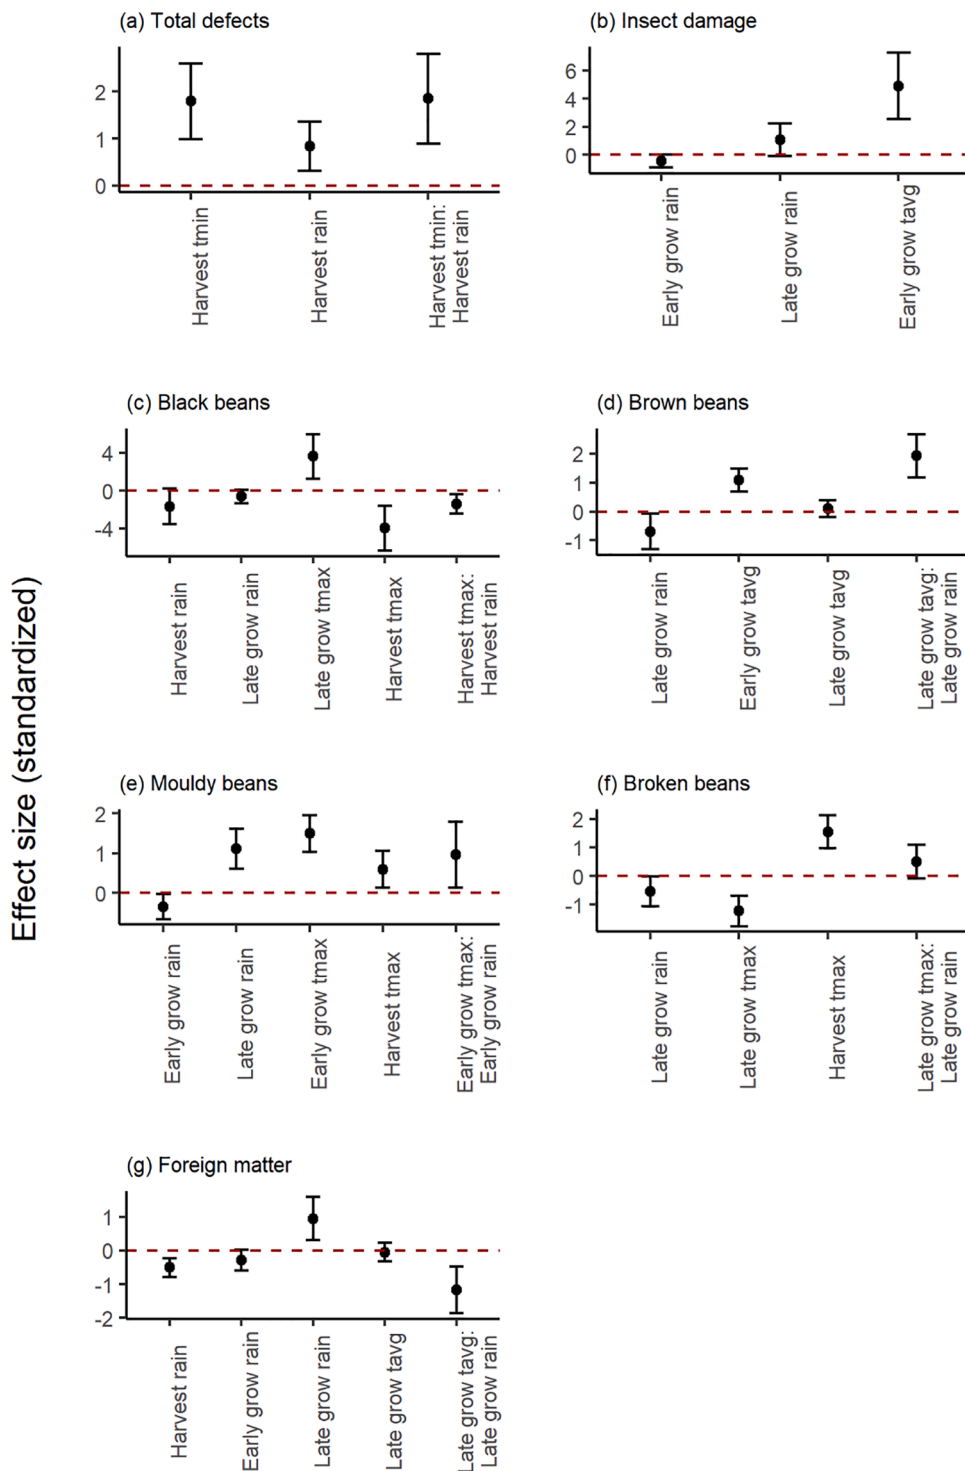 Effect size (standardized)
(a) Total defects
2
1
0
Harvest tmin
Harvest rain
Harvest tmin:
Harvest rain
(b) Insect damage
6
4
2
0
Early grow rain
Late grow rain
Early grow tavg
(c) Black beans
4
0
-4
Harvest rain
Late grow rain
Late grow tmax
Harvest tmax
Harvest tmax:
Harvest rain
(d) Brown beans
2
1
0
-1
Late grow rain
Early grow tavg
Late grow tavg
Late grow tavg:
Late grow rain
(e) Mouldy beans
2
1
0
Early grow rain
Late grow rain
Early grow tmax
Harvest tmax
Early grow tmax:
Early grow rain
(f) Broken beans
2
1
0
-1
Late grow rain
Late grow tmax
Harvest tmax
Late grow tmax:
Late grow rain
(g) Foreign matter
1
0
-1
-2
Harvest rain
Early grow rain
Late grow rain
Late grow tavg
Late grow tavg:
Late grow rain